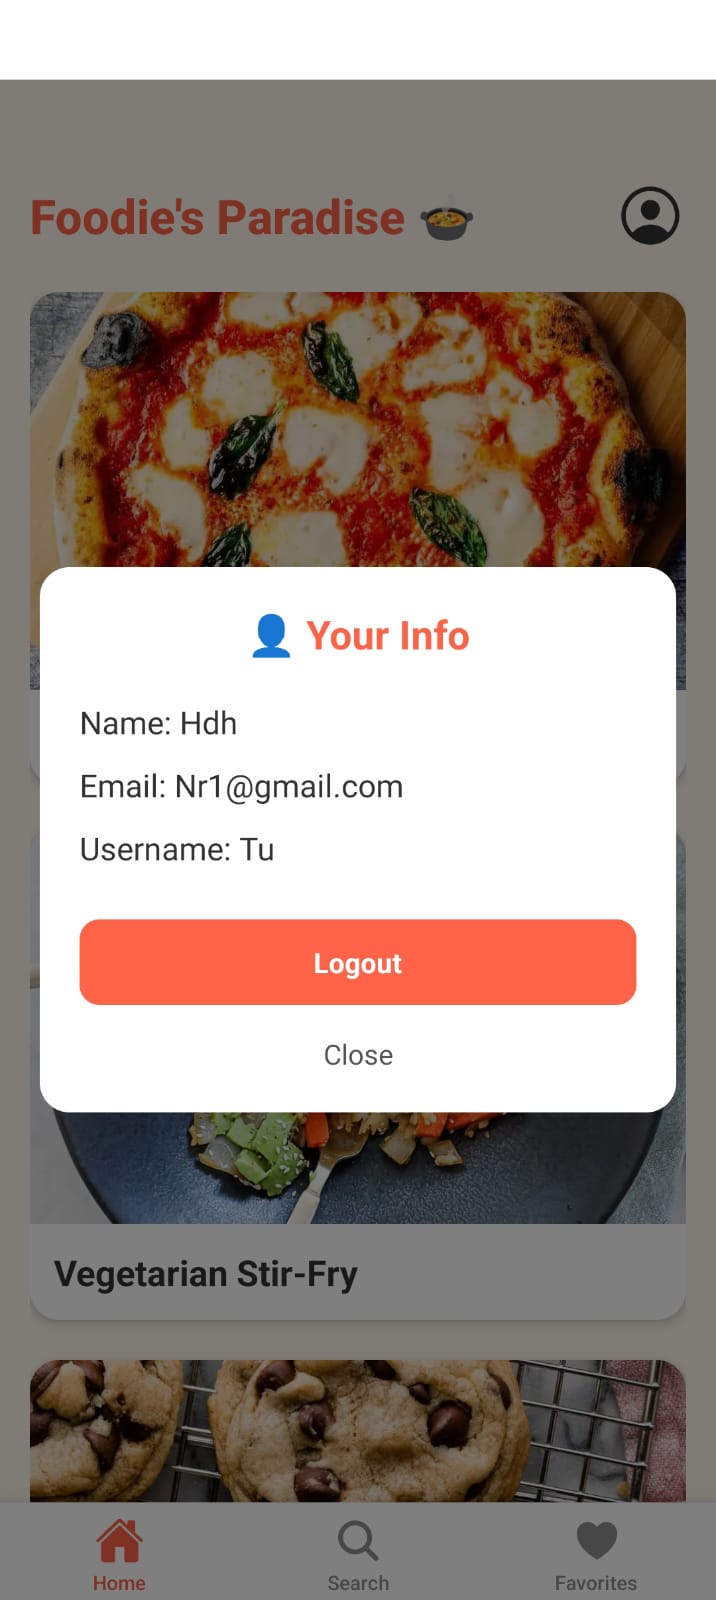 Foodie's Paradise 🍲
👤 Your Info
Name: Hdh
Email: Nr1@gmail.com
Username: Tu
Logout
Close
Vegetarian Stir-Fry
Home
Search
Favorites